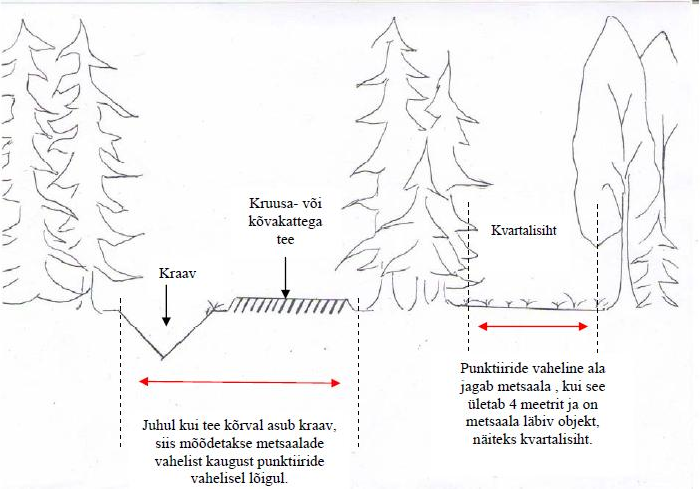 Kruusa- või
kõvakattega
tee
Kvartalisiht
Kraav
Punktiiride vaheline ala
jagab metsaala , kui see
ületab 4 meetrit ja on
metsaala läbiv objekt,
näiteks kvartalisiht.
Juhul kui tee kõrval asub kraav,
siis mõõdetakse metsaalade
vahelist kaugust punktiiride
vahelisel lõigul.